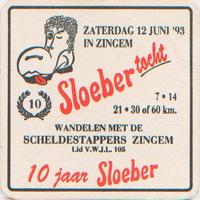 ZATERDAG 12 JUNI '93
IN ZINGEM
Sloeber tocht
10
7 • 14
21 • 30 of 60 km.
WANDELEN MET DE
SCHELDESTAPPERS ZINGEM
Lid V.W.J.L. 105
10 jaar Sloeber